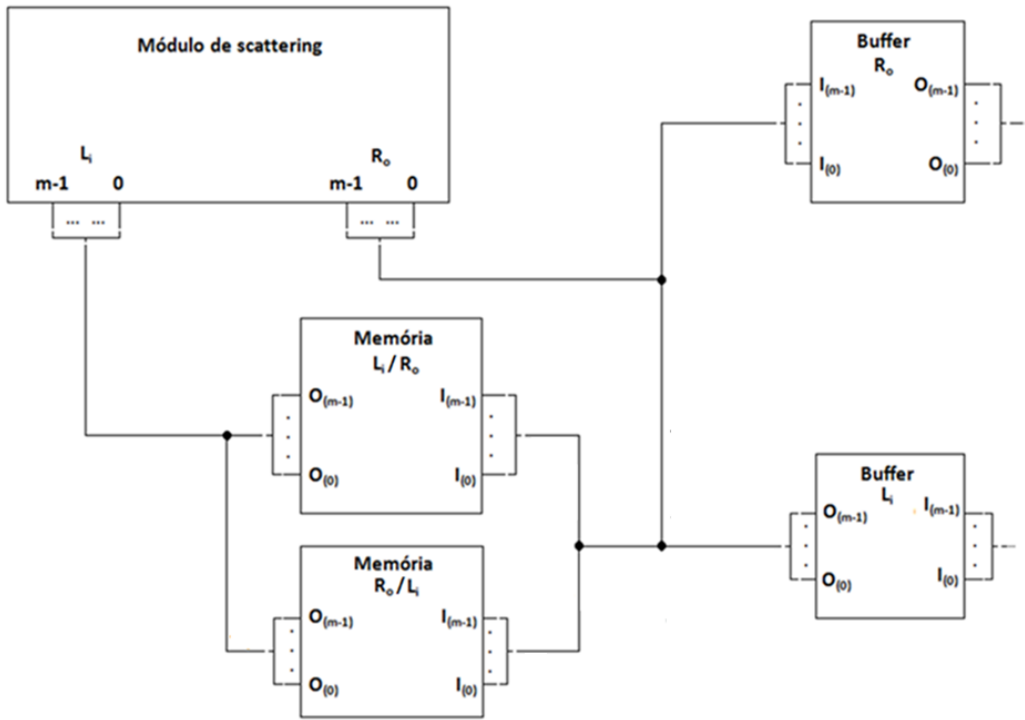 Módulo de scattering
Lᵢ
Rₒ
m-1 0
m-1 0
... ...
... ...
Buffer
Rₒ
I(m-1) O(m-1)
I(0) O(0)
Memória
Lᵢ / Rₒ
O(m-1) I(m-1)
O(0) I(0)
Buffer
Lᵢ
O(m-1) I(m-1)
O(0) I(0)
Memória
Rₒ / Lᵢ
O(m-1) I(m-1)
O(0) I(0)